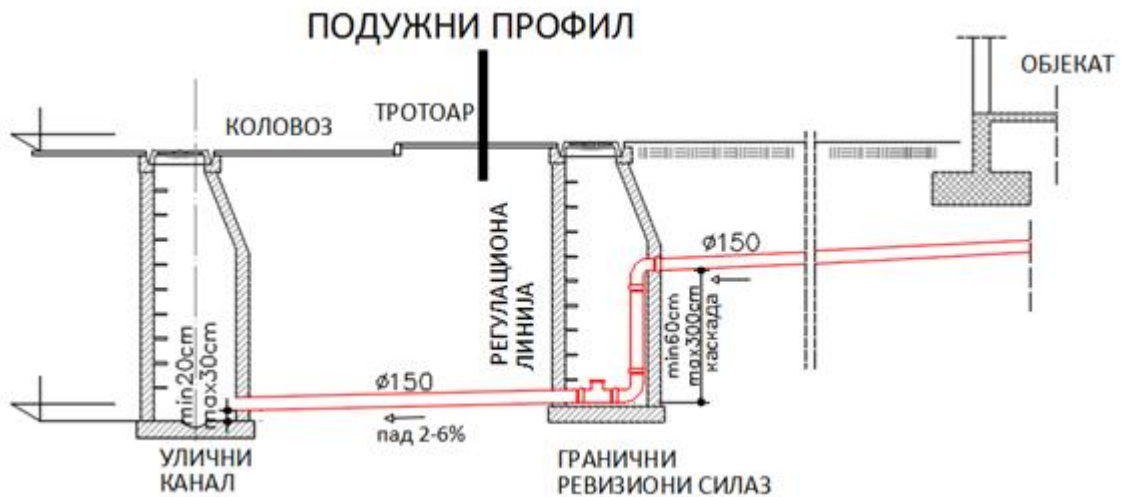 ПОДУЖНИ ПРОФИЛ
ОБЈЕКАТ
ТРОТОАР
КОЛОВОЗ
РЕГУЛАЦИОНА
ЛИНИЈА
ø150
min60cm
max300cm
каскада
min20cm
max30cm
ø150
пад 2-6%
УЛИЧНИ
КАНАЛ
ГРАНИЧНИ
РЕВИЗИОНИ СИЛАЗ